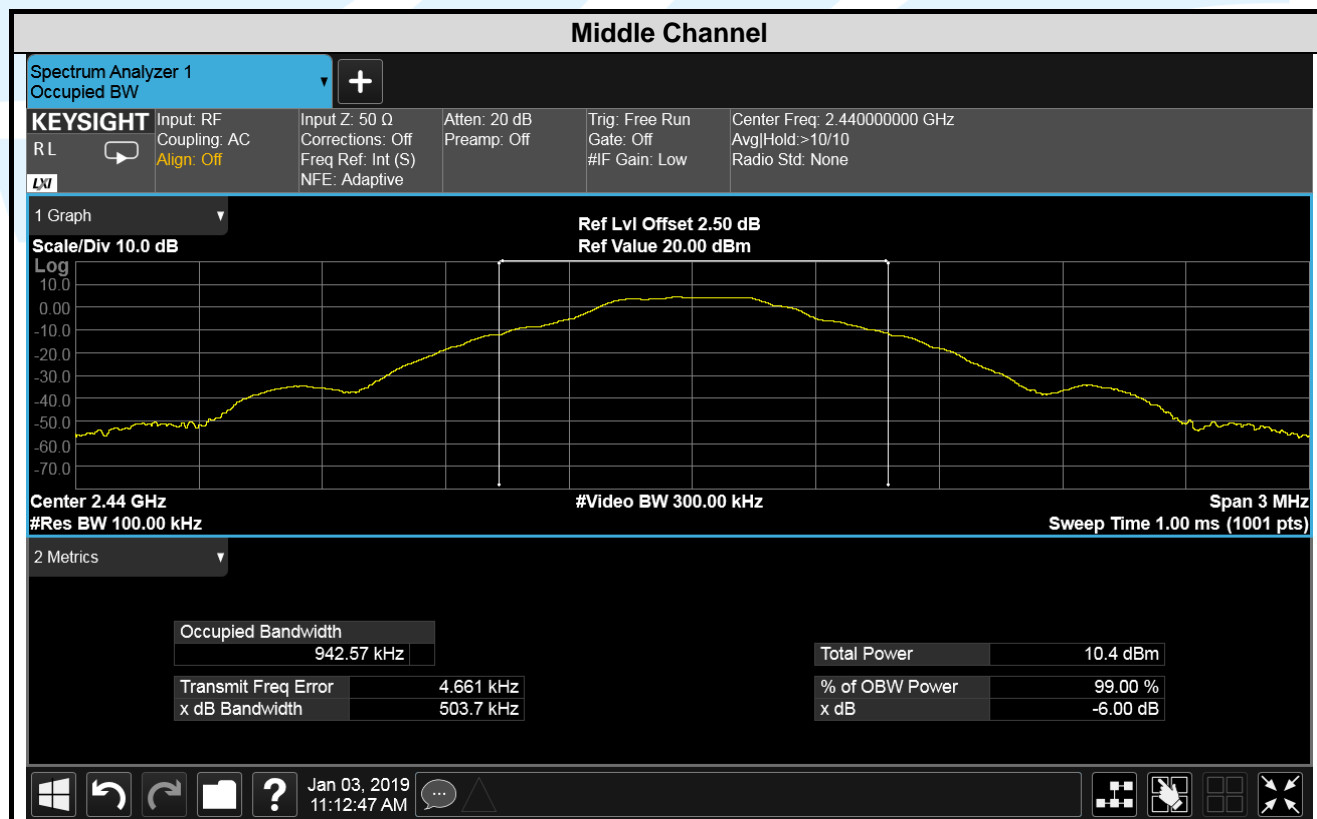 Middle Channel
Spectrum Analyzer 1
Occupied BW
KEYSIGHT
R L
LXI
Input: RF
Coupling: AC
Align: Off
Input Z: 50 Ω
Corrections: Off
Freq Ref: Int (S)
NFE: Adaptive
Atten: 20 dB
Preamp: Off
Trig: Free Run
Gate: Off
#IF Gain: Low
Center Freq: 2.440000000 GHz
Avg|Hold:>10/10
Radio Std: None
1 Graph
Scale/Div 10.0 dB
Ref Lvl Offset 2.50 dB
Ref Value 20.00 dBm
Log
10.0
0.00
-10.0
-20.0
-30.0
-40.0
-50.0
-60.0
-70.0
Center 2.44 GHz
#Video BW 300.00 kHz
Span 3 MHz
#Res BW 100.00 kHz
Sweep Time 1.00 ms (1001 pts)
2 Metrics
Occupied Bandwidth
942.57 kHz
Total Power 10.4 dBm
Transmit Freq Error 4.661 kHz
% of OBW Power 99.00 %
x dB Bandwidth 503.7 kHz
x dB -6.00 dB
?
Jan 03, 2019
11:12:47 AM